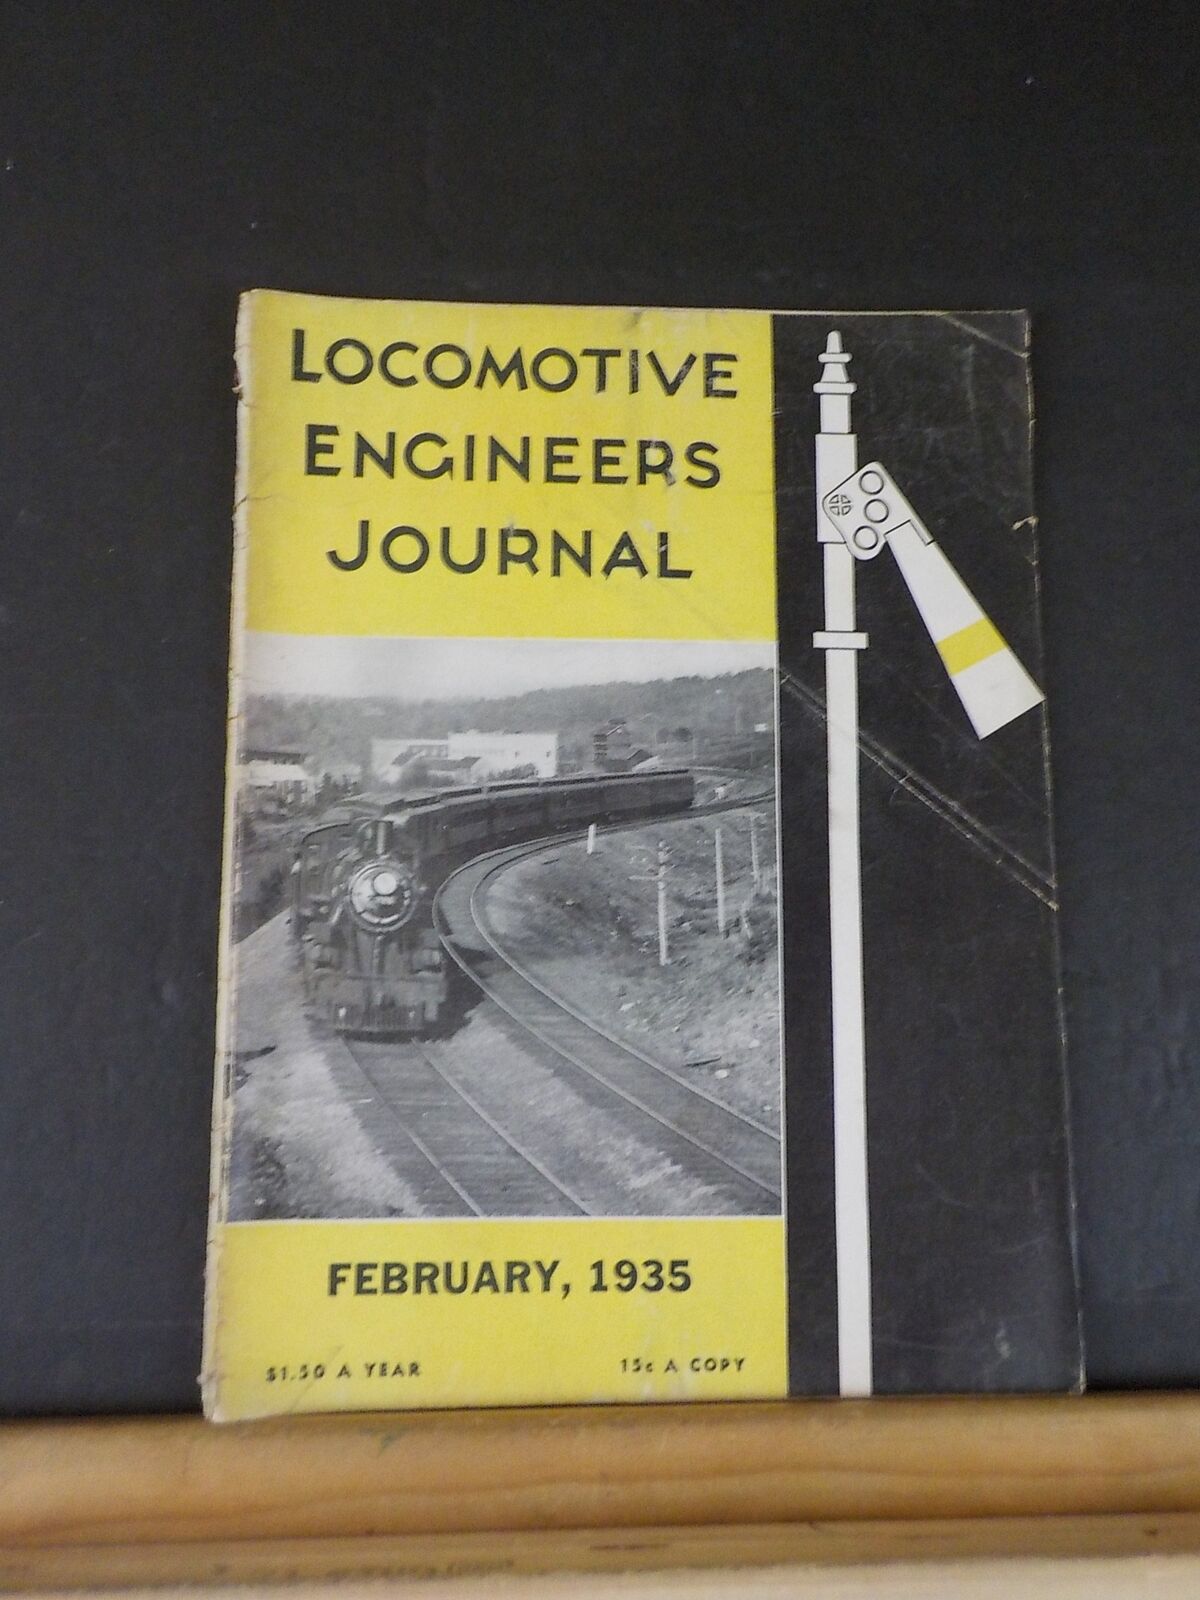 LOCOMOTIVE
ENGINEERS
JOURNAL
FEBRUARY, 1935
$1.50 A YEAR
15c A COPY